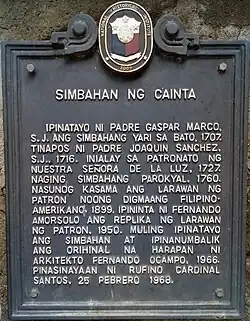 SIMBAHAN NG CAINTA
IPINATAYO NI PADRE GASPAR MARCO,
S.J. ANG SIMBAHANG YARI SA BATO, 1707.
TINAPOS NI PADRE JOAQUIN SANCHEZ,
S.J., 1716. INIALAY SA PATRONATO NG
NUESTRA SEÑORA DE LA LUZ, 1727.
NAGING SIMBAHANG PAROKYAL 1760.
NASUNOG KASAMA ANG LARAWAN NG
PATRON NOONG DIGMAANG FILIPINO-
AMERIKANO, 1899. IPININTA NI FERNANDO
AMORSOLO ANG REPLIKA NG LARAWAN
NG PATRON, 1950. MULING IPINATAYO
ANG SIMBAHAN AT IPINANUMBALIK
ANG ORIHINAL NA HARAPAN NI
ARKITEKTO FERNANDO OCAMPO, 1966.
PINASINAYAAN NI RUFINO CARDINAL
SANTOS, 25 PEBRERO 1968.